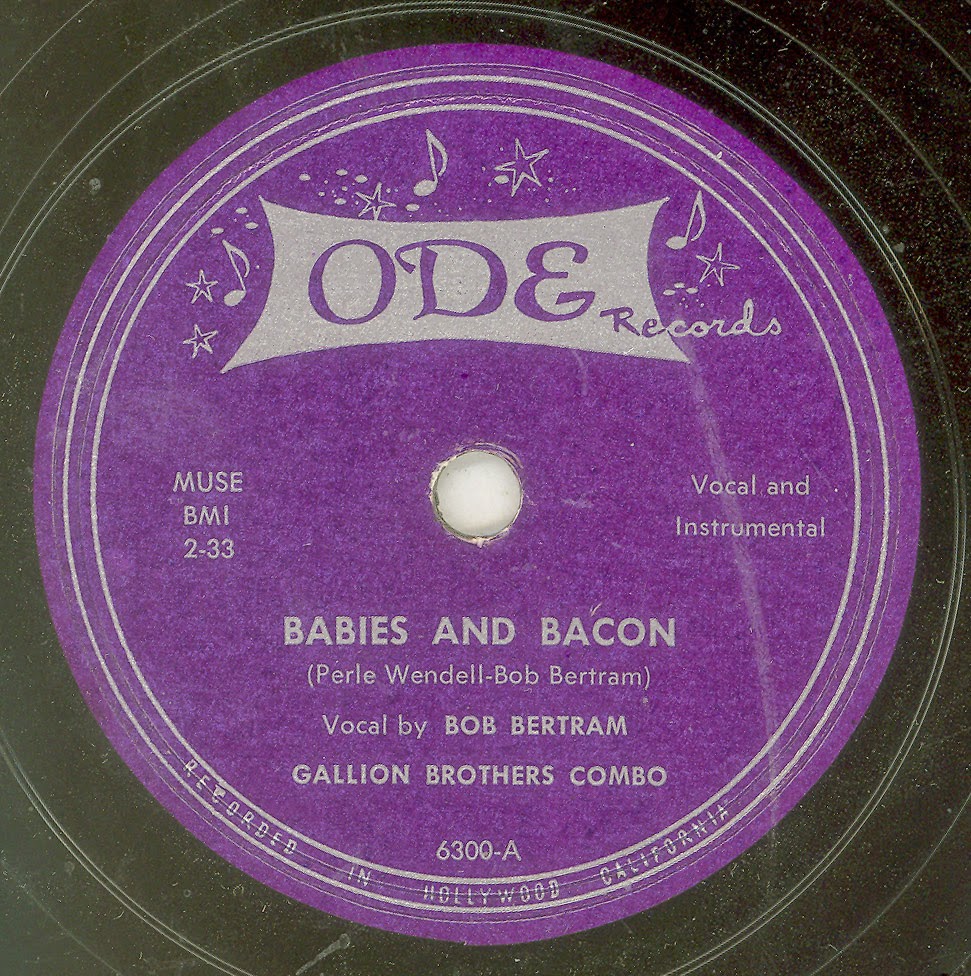 ODE
Records
MUSE
BMI
2-33
Vocal and
Instrumental
BABIES AND BACON
(Perle Wendell-Bob Bertram)
Vocal by BOB BERTRAM
GALLION BROTHERS COMBO
6300-A
RECORDED IN HOLLYWOOD CALIFORNIA